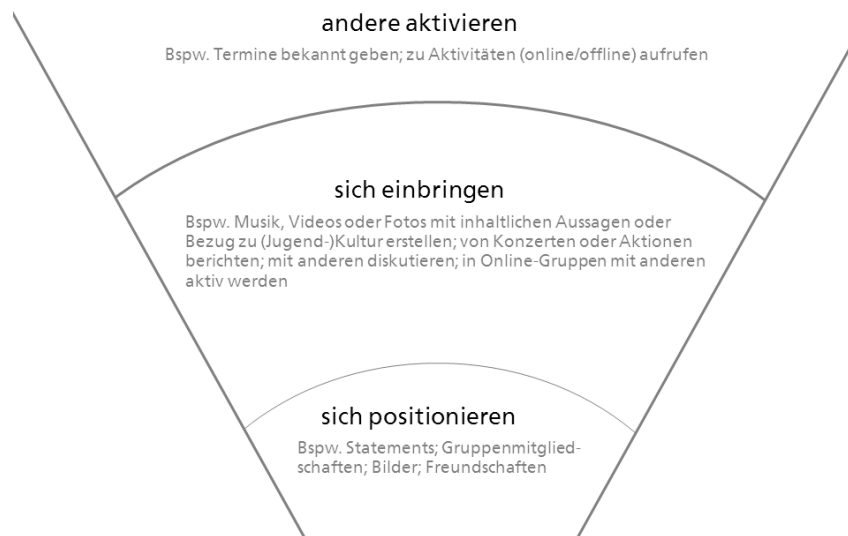 andere aktivieren
Bspw. Termine bekannt geben; zu Aktivitäten (online/offline) aufrufen
sich einbringen
Bspw. Musik, Videos oder Fotos mit inhaltlichen Aussagen oder
Bezug zu (Jugend-)Kultur erstellen; von Konzerten oder Aktionen
berichten; mit anderen diskutieren; in Online-Gruppen mit anderen
aktiv werden
sich positionieren
Bspw. Statements; Gruppenmitglied-
schaften; Bilder; Freundschaften